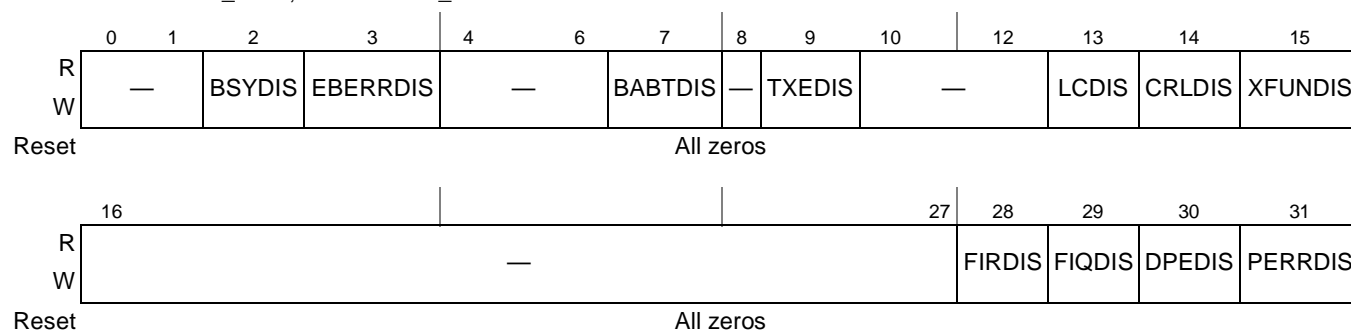 0 1 2 3 4 6 7 8 9 10 12 13 14 15
R
— BSYDIS EBERRDIS — BABTDIS — TXEDIS — LCDIS CRLDIS XFUNDIS
W
Reset All zeros
16 27 28 29 30 31
R
— FIRDIS FIQDIS DPEDIS PERRDIS
W
Reset All zeros